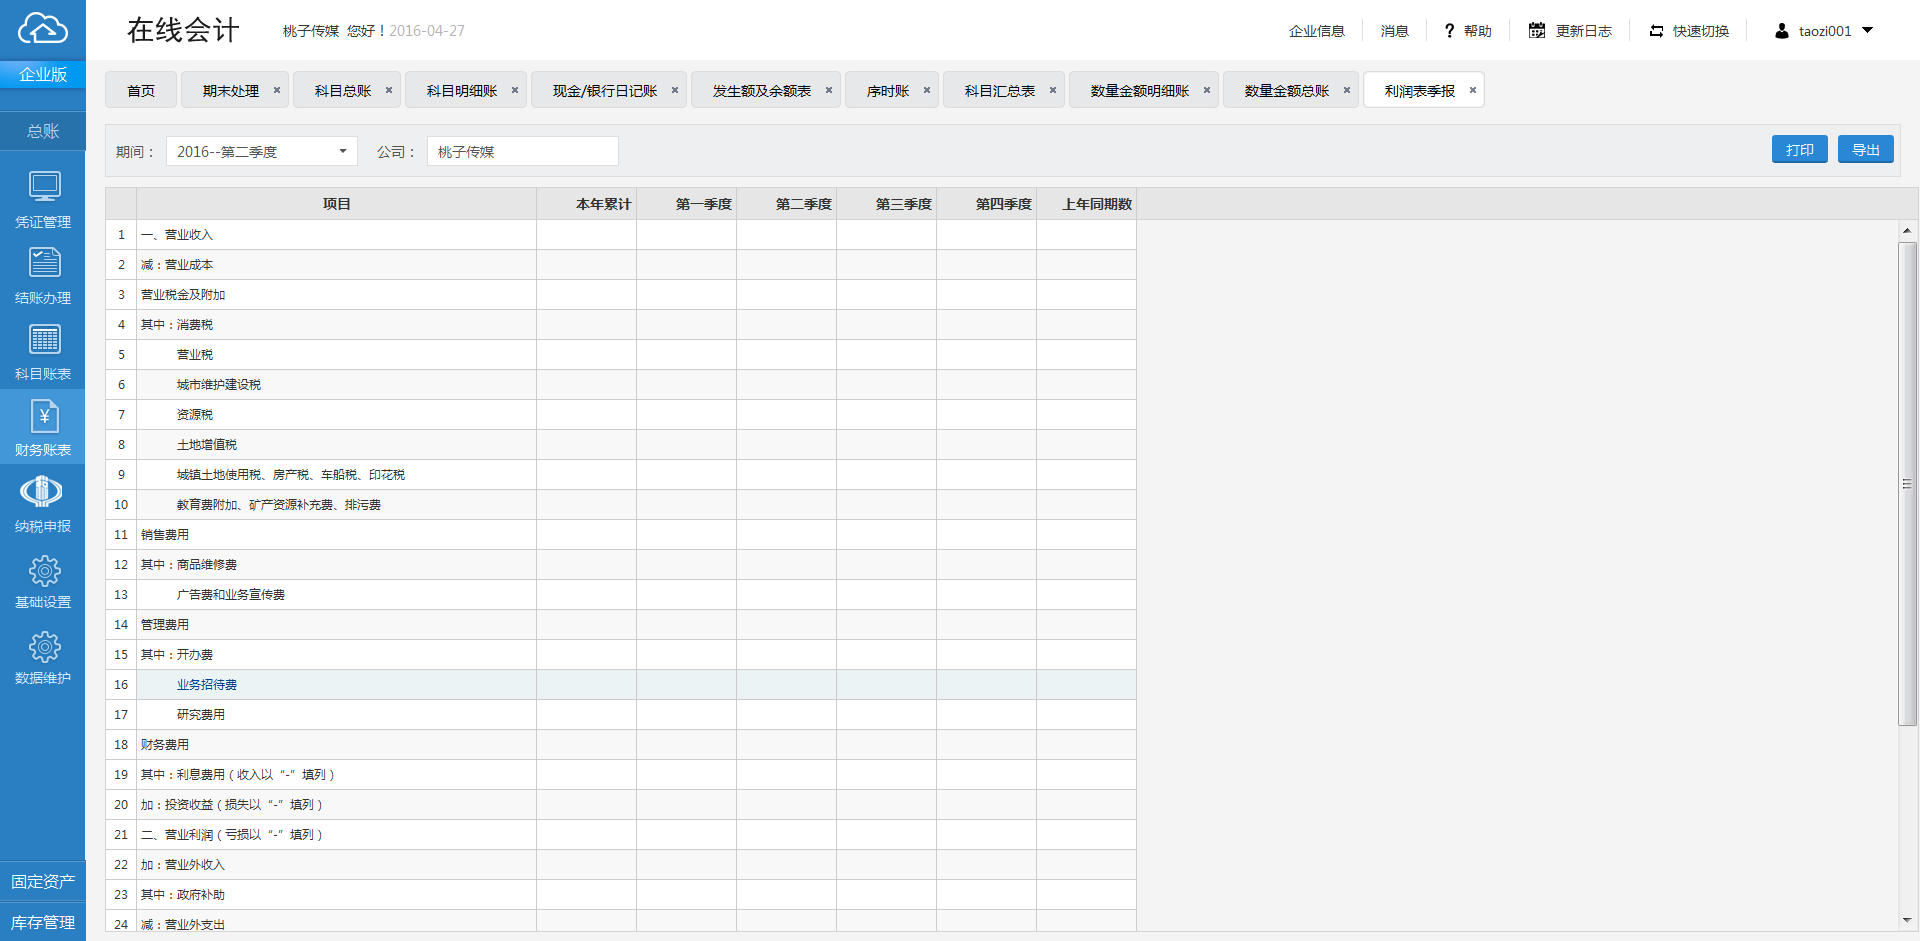 在线会计
桃子传媒 您好！2016-04-27
企业信息 消息 ? 帮助 更新日志 快速切换 taozi001
企业版
总账
凭证管理
结账办理
科目账表
财务账表
纳税申报
基础设置
数据维护
固定资产
库存管理
首页 期末处理 × 科目总账 × 科目明细账 × 现金/银行日记账 × 发生额及余额表 × 序时账 × 科目汇总表 × 数量金额明细账 × 数量金额总账 × 利润表季报 ×
期间： 2016--第二季度 公司： 桃子传媒 打印 导出
项目 本年累计 第一季度 第二季度 第三季度 第四季度 上年同期数
1 一、营业收入
2 减：营业成本
3 营业税金及附加
4 其中：消费税
5 营业税
6 城市维护建设税
7 资源税
8 土地增值税
9 城镇土地使用税、房产税、车船税、印花税
10 教育费附加、矿产资源补充费、排污费
11 销售费用
12 其中：商品维修费
13 广告费和业务宣传费
14 管理费用
15 其中：开办费
16 业务招待费
17 研究费用
18 财务费用
19 其中：利息费用（收入以“-”填列）
20 加：投资收益（损失以“-”填列）
21 二、营业利润（亏损以“-”填列）
22 加：营业外收入
23 其中：政府补助
24 减：营业外支出